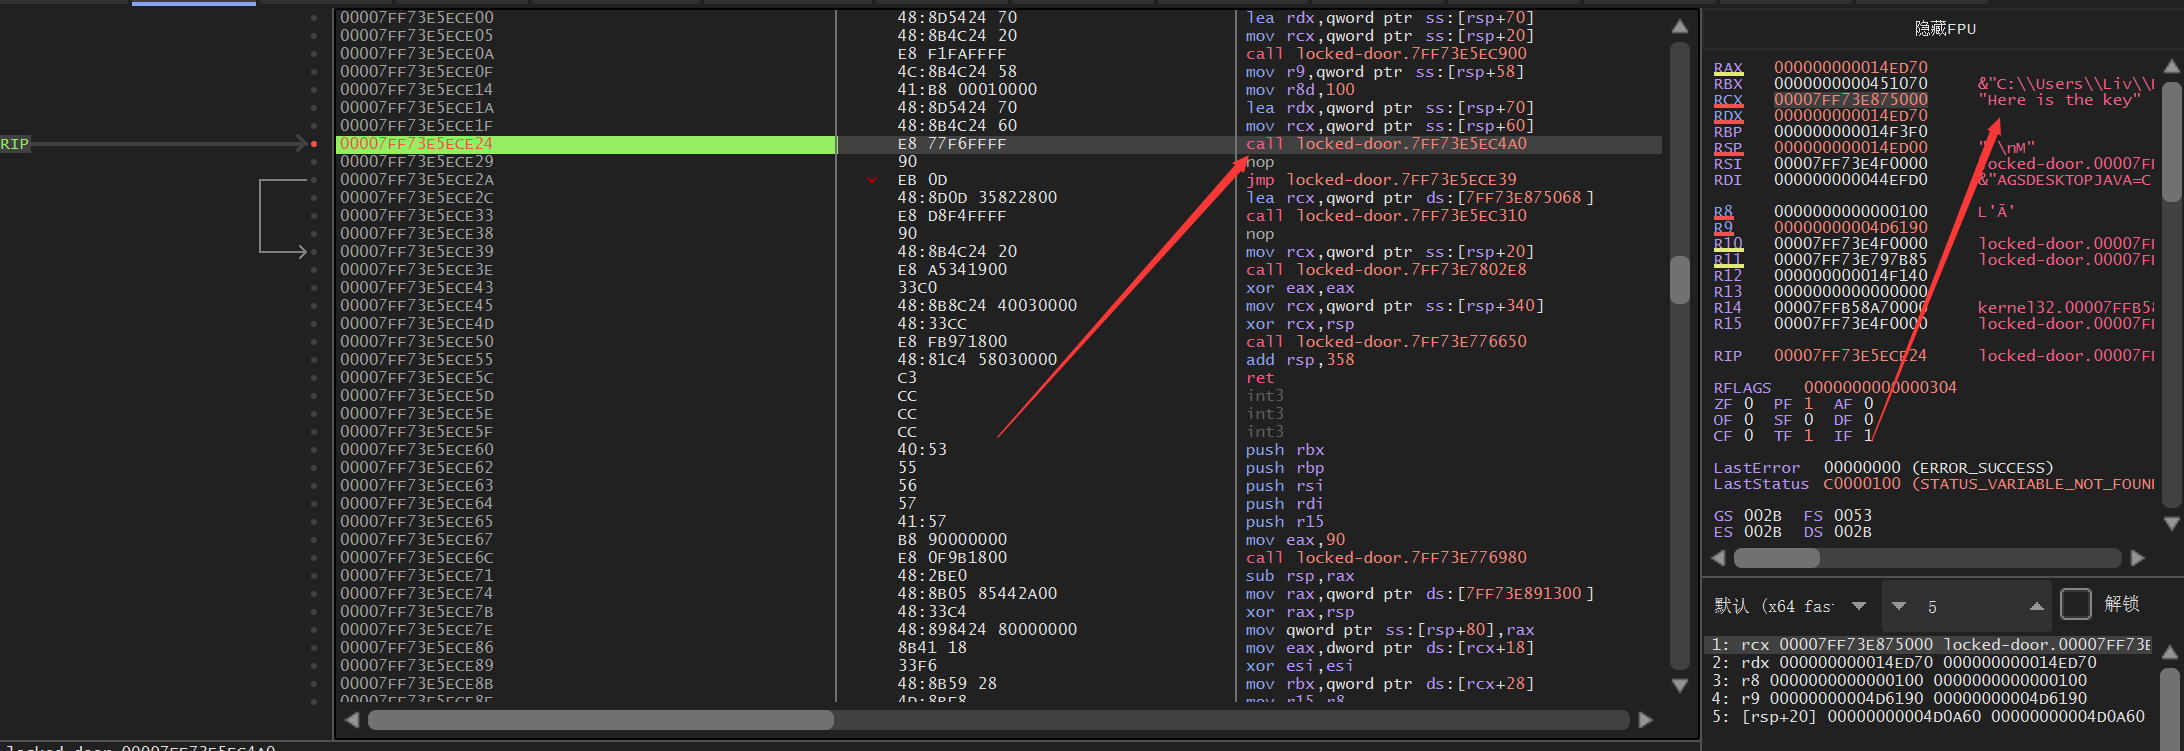 RIP
00007FF73E5ECE00 48:8D5424 70 lea rdx,qword ptr ss:[rsp+70]
00007FF73E5ECE05 48:8B4C24 20 mov rcx,qword ptr ss:[rsp+20]
00007FF73E5ECE0A E8 F1FAFFFF call locked-door.7FF73E5EC900
00007FF73E5ECE0F 4C:8B4C24 58 mov r9,qword ptr ss:[rsp+58]
00007FF73E5ECE14 41:B8 00010000 mov r8d,100
00007FF73E5ECE1A 48:8D5424 70 lea rdx,qword ptr ss:[rsp+70]
00007FF73E5ECE1F 48:8B4C24 60 mov rcx,qword ptr ss:[rsp+60]
00007FF73E5ECE24 E8 77F6FFFF call locked-door.7FF73E5EC4A0
00007FF73E5ECE29 90 nop
00007FF73E5ECE2A EB 0D jmp locked-door.7FF73E5ECE39
00007FF73E5ECE2C 48:8D0D 35822800 lea rcx,qword ptr ds:[7FF73E875068]
00007FF73E5ECE33 E8 D8F4FFFF call locked-door.7FF73E5EC310
00007FF73E5ECE38 90 nop
00007FF73E5ECE39 48:8B4C24 20 mov rcx,qword ptr ss:[rsp+20]
00007FF73E5ECE3E E8 A5341900 call locked-door.7FF73E7802E8
00007FF73E5ECE43 33C0 xor eax,eax
00007FF73E5ECE45 48:8B8C24 40030000 mov rcx,qword ptr ss:[rsp+340]
00007FF73E5ECE4D 48:33CC xor rcx,rsp
00007FF73E5ECE50 E8 FB971800 call locked-door.7FF73E776650
00007FF73E5ECE55 48:81C4 58030000 add rsp,358
00007FF73E5ECE5C C3 ret
00007FF73E5ECE5D CC int3
00007FF73E5ECE5E CC int3
00007FF73E5ECE5F CC int3
00007FF73E5ECE60 40:53 push rbx
00007FF73E5ECE62 55 push rbp
00007FF73E5ECE63 56 push rsi
00007FF73E5ECE64 57 push rdi
00007FF73E5ECE65 41:57 push r15
00007FF73E5ECE67 B8 90000000 mov eax,90
00007FF73E5ECE6C E8 0F9B1800 call locked-door.7FF73E776980
00007FF73E5ECE71 48:2BE0 sub rsp,rax
00007FF73E5ECE74 48:8B05 85442A00 mov rax,qword ptr ds:[7FF73E891300]
00007FF73E5ECE7B 48:33C4 xor rax,rsp
00007FF73E5ECE7E 48:898424 80000000 mov qword ptr ss:[rsp+80],rax
00007FF73E5ECE86 8B41 18 mov eax,dword ptr ds:[rcx+18]
00007FF73E5ECE89 33F6 xor esi,esi
00007FF73E5ECE8B 48:8B59 28 mov rbx,qword ptr ds:[rcx+28]
00007FF73E5ECE8F 4D:8BF8 mov r15,r8
隐藏FPU
RAX 000000000014ED70
RBX 0000000000451070 &"C:\\Users\\Liv\\
RCX 00007FF73E875000 "Here is the key"
RDX 000000000014ED70
RBP 000000000014F3F0
RSP 000000000014ED00
RSI 00007FF73E4F0000 locked-door.00007F
RDI 000000000044EFD0 &"AGSDESKTOPJAVA=C
R8 0000000000000100 L'Ā'
R9 00000000004D6190
R10 00007FF73E4F0000 locked-door.00007F
R11 00007FF73E797B85 locked-door.00007F
R12 000000000014F140
R13 0000000000000000
R14 00007FFB58A70000 kernel32.00007FFB5
R15 00007FF73E4F0000 locked-door.00007F
RIP 00007FF73E5ECE24 locked-door.00007F
RFLAGS 0000000000000304
ZF 0 PF 1 AF 0
OF 0 SF 0 DF 0
CF 0 TF 1 IF 1
LastError 00000000 (ERROR_SUCCESS)
LastStatus C0000100 (STATUS_VARIABLE_NOT_FOUN
GS 002B FS 0053
ES 002B DS 002B
默认 (x64 fas 5 解锁
1: rcx 00007FF73E875000 locked-door.00007FF73E
2: rdx 000000000014ED70 000000000014ED70
3: r8 0000000000000100 0000000000000100
4: r9 00000000004D6190 00000000004D6190
5: [rsp+20] 00000000004D0A60 00000000004D0A60
locked-door.00007FF73E5EC4A0